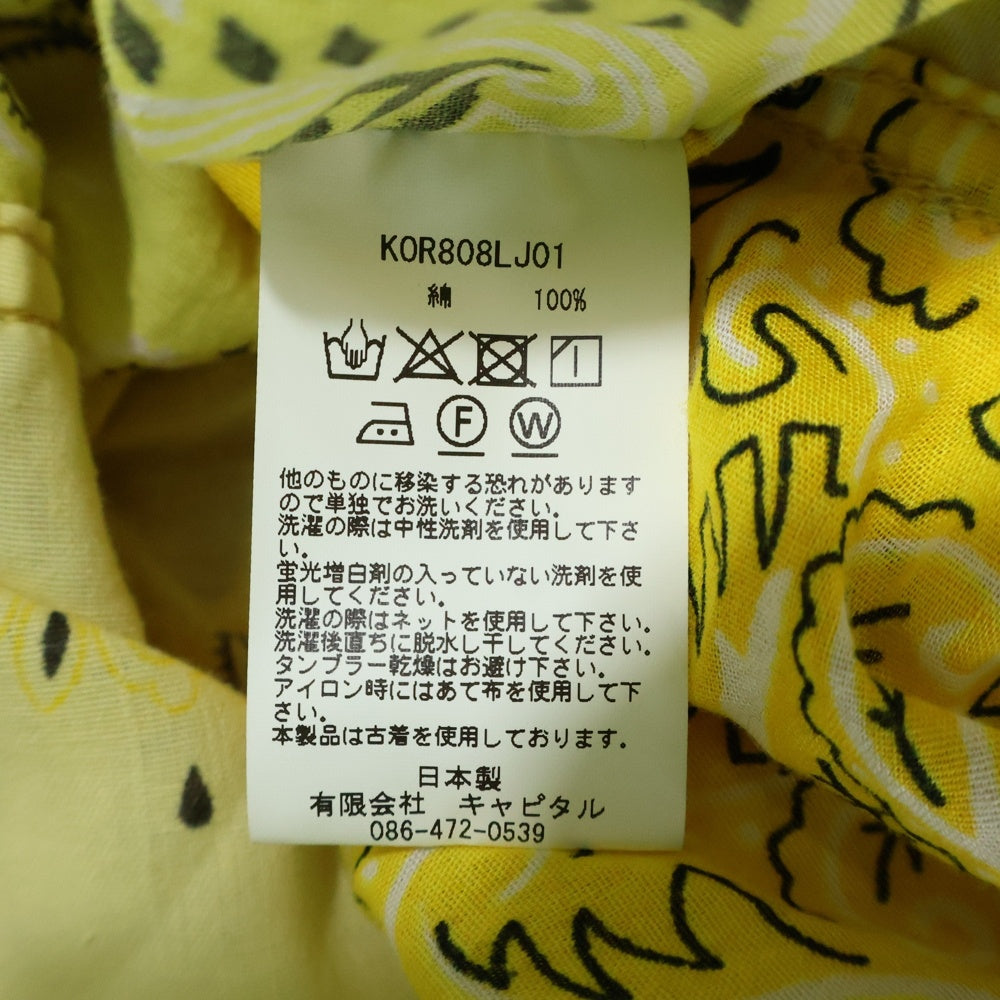 KOR808LJ01
綿 100%
F W
他のものに移染する恐れがあります
ので単独でお洗いください。
洗濯の際は中性洗剤を使用して下さ
い。
蛍光増白剤の入っていない洗剤を使
用してください。
洗濯の際はネットを使用して下さい。
洗濯後直ちに脱水し干してください。
タンブラー乾燥はお避け下さい。
アイロン時にはあて布を使用して下
さい。
本製品は古着を使用しております。
日本製
有限会社 キャピタル
086-472-0539